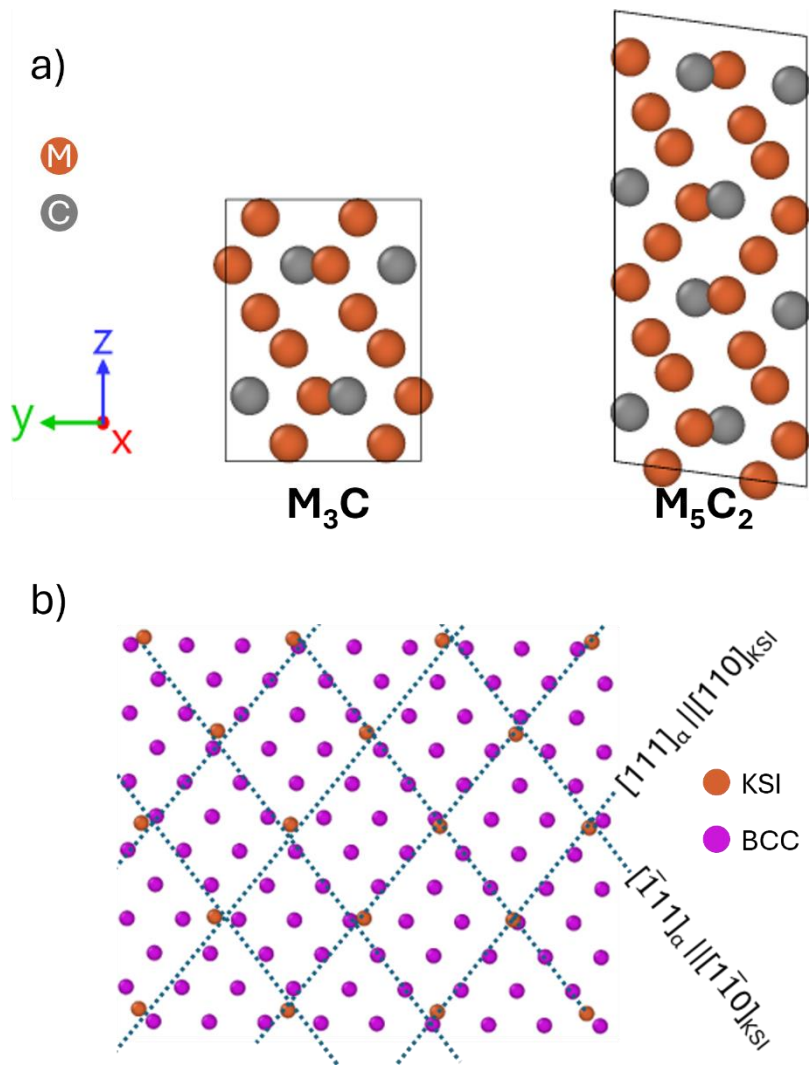 a)
M
C
z
y
x
M₃C
M₅C₂
b)
[111]α||[110]KSI
KSI
BCC
[1̅11]α||[11̅0]KSI